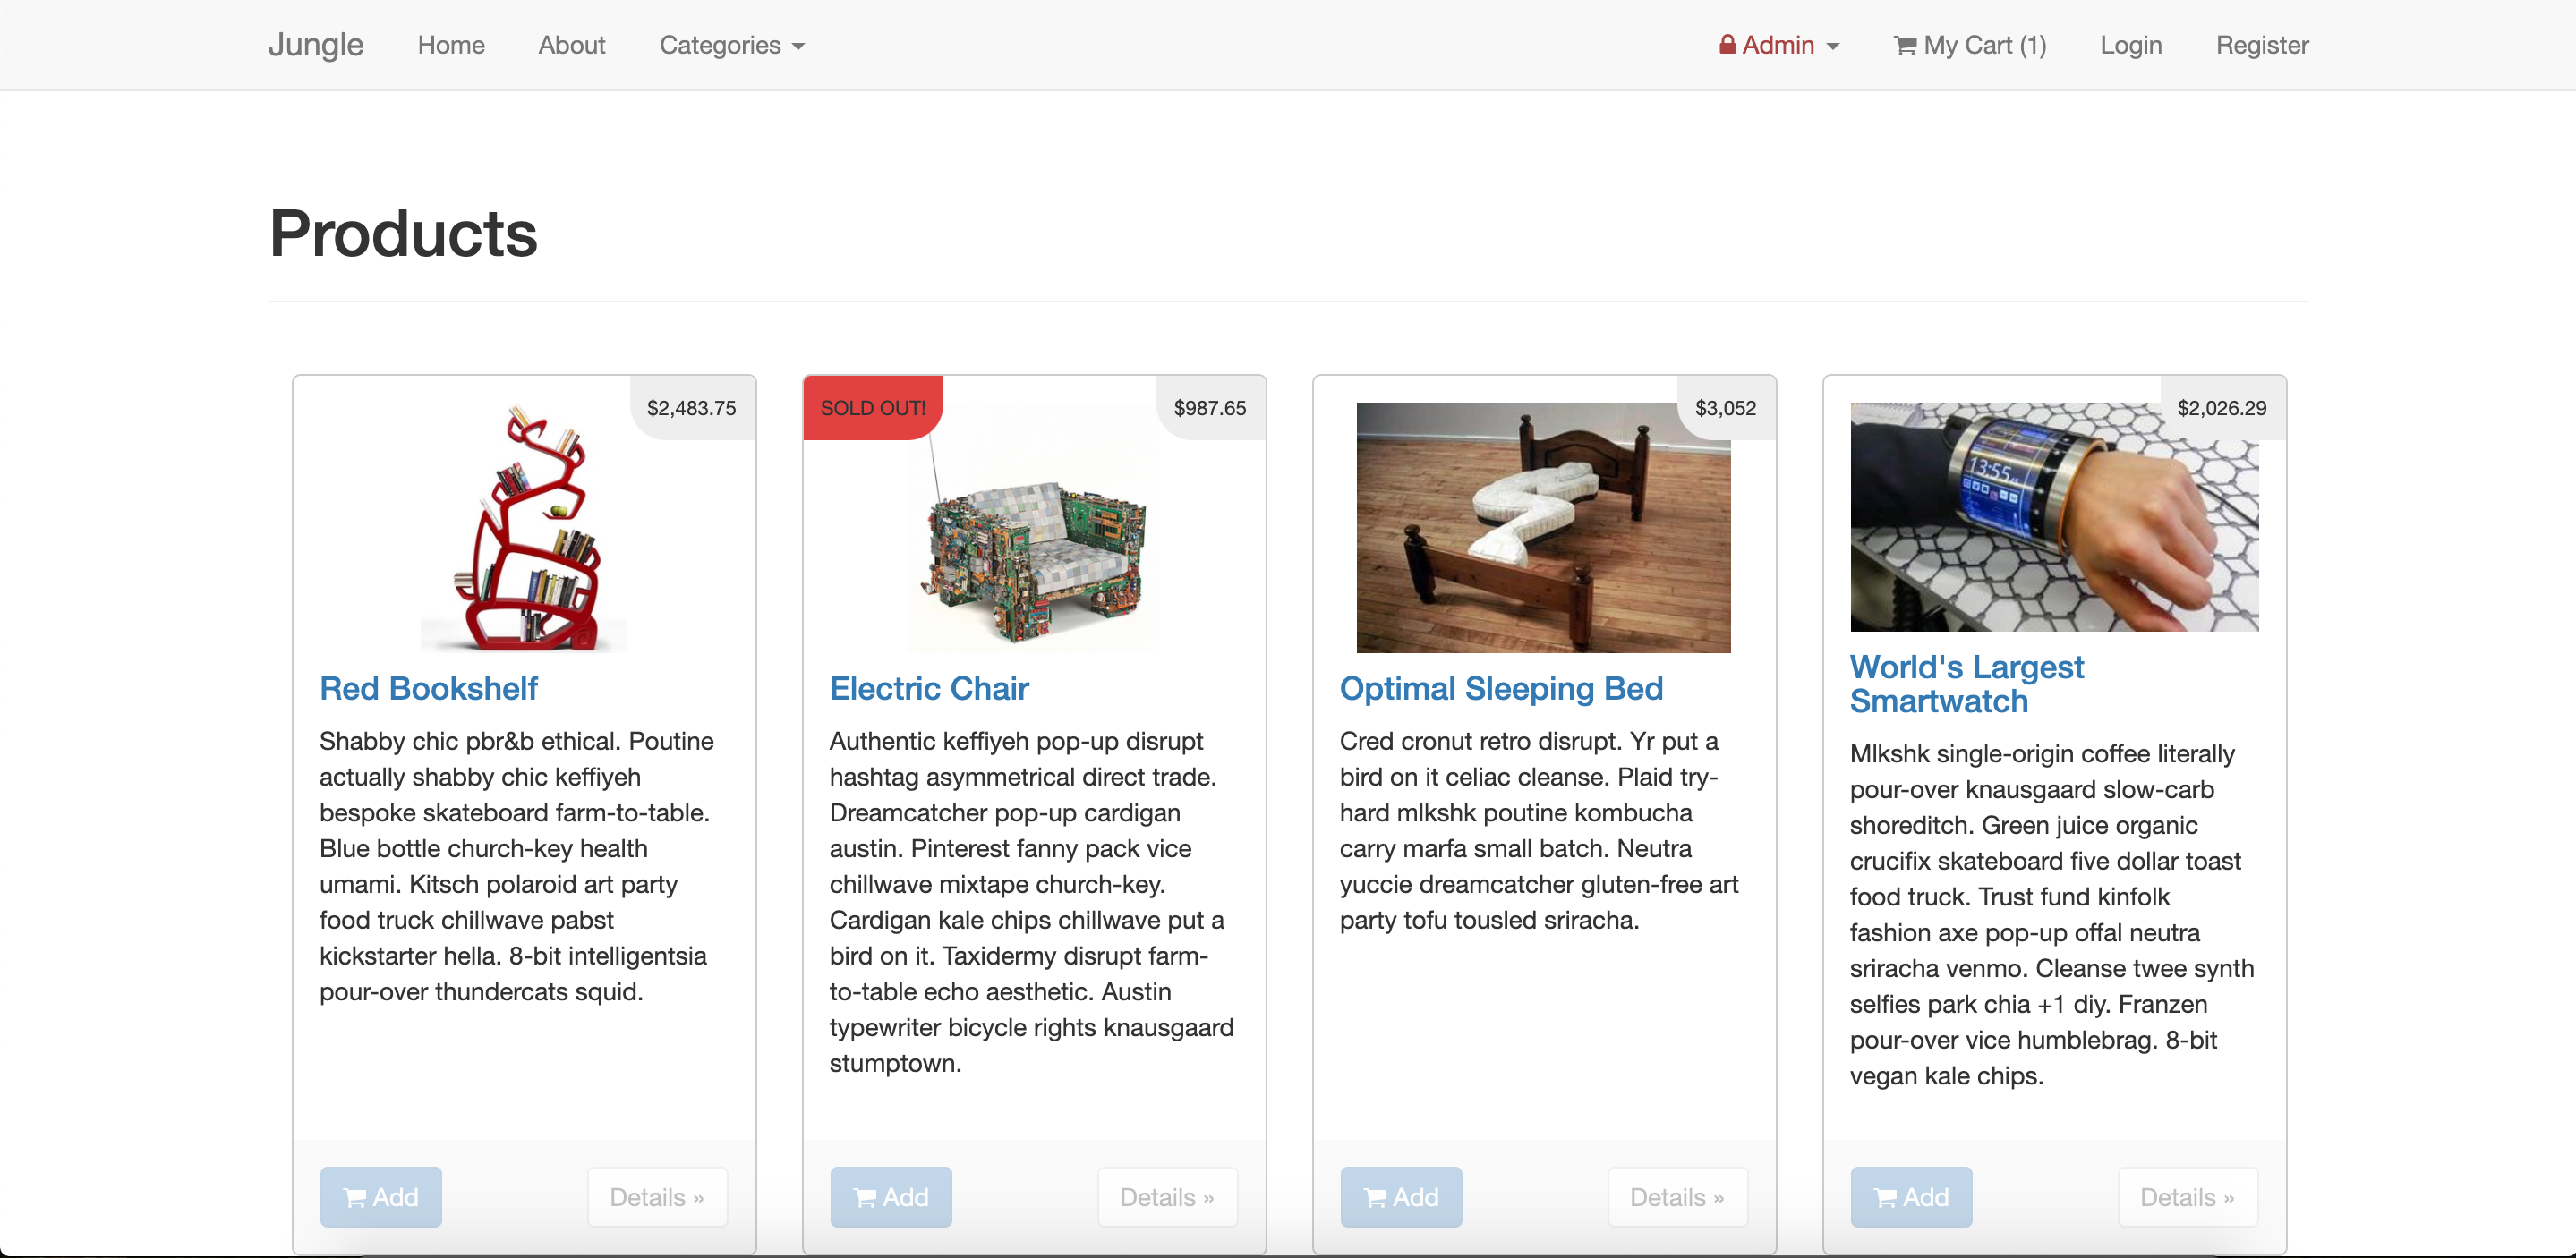 Jungle Home About Categories Admin My Cart (1) Login Register
Products
$2,483.75
Red Bookshelf
Shabby chic pbr&b ethical. Poutine
actually shabby chic keffiyeh
bespoke skateboard farm-to-table.
Blue bottle church-key health
umami. Kitsch polaroid art party
food truck chillwave pabst
kickstarter hella. 8-bit intelligentsia
pour-over thundercats squid.
Add Details »
SOLD OUT! $987.65
Electric Chair
Authentic keffiyeh pop-up disrupt
hashtag asymmetrical direct trade.
Dreamcatcher pop-up cardigan
austin. Pinterest fanny pack vice
chillwave mixtape church-key.
Cardigan kale chips chillwave put a
bird on it. Taxidermy disrupt farm-
to-table echo aesthetic. Austin
typewriter bicycle rights knausgaard
stumptown.
Add Details »
$3,052
Optimal Sleeping Bed
Cred cronut retro disrupt. Yr put a
bird on it celiac cleanse. Plaid try-
hard mlkshk poutine kombucha
carry marfa small batch. Neutra
yuccie dreamcatcher gluten-free art
party tofu tousled sriracha.
Add Details »
$2,026.29
13:55
World's Largest
Smartwatch
Mlkshk single-origin coffee literally
pour-over knausgaard slow-carb
shoreditch. Green juice organic
crucifix skateboard five dollar toast
food truck. Trust fund kinfolk
fashion axe pop-up offal neutra
sriracha venmo. Cleanse twee synth
selfies park chia +1 diy. Franzen
pour-over vice humblebrag. 8-bit
vegan kale chips.
Add Details »